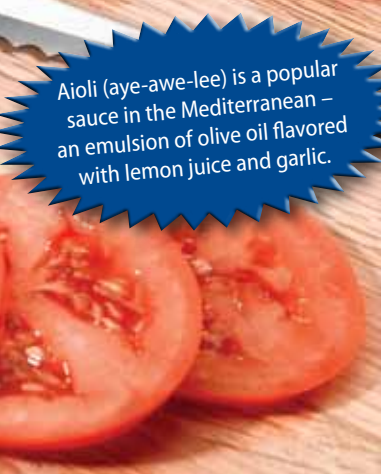 Aioli (aye-awe-lee) is a popular
sauce in the Mediterranean –
an emulsion of olive oil flavored
with lemon juice and garlic.